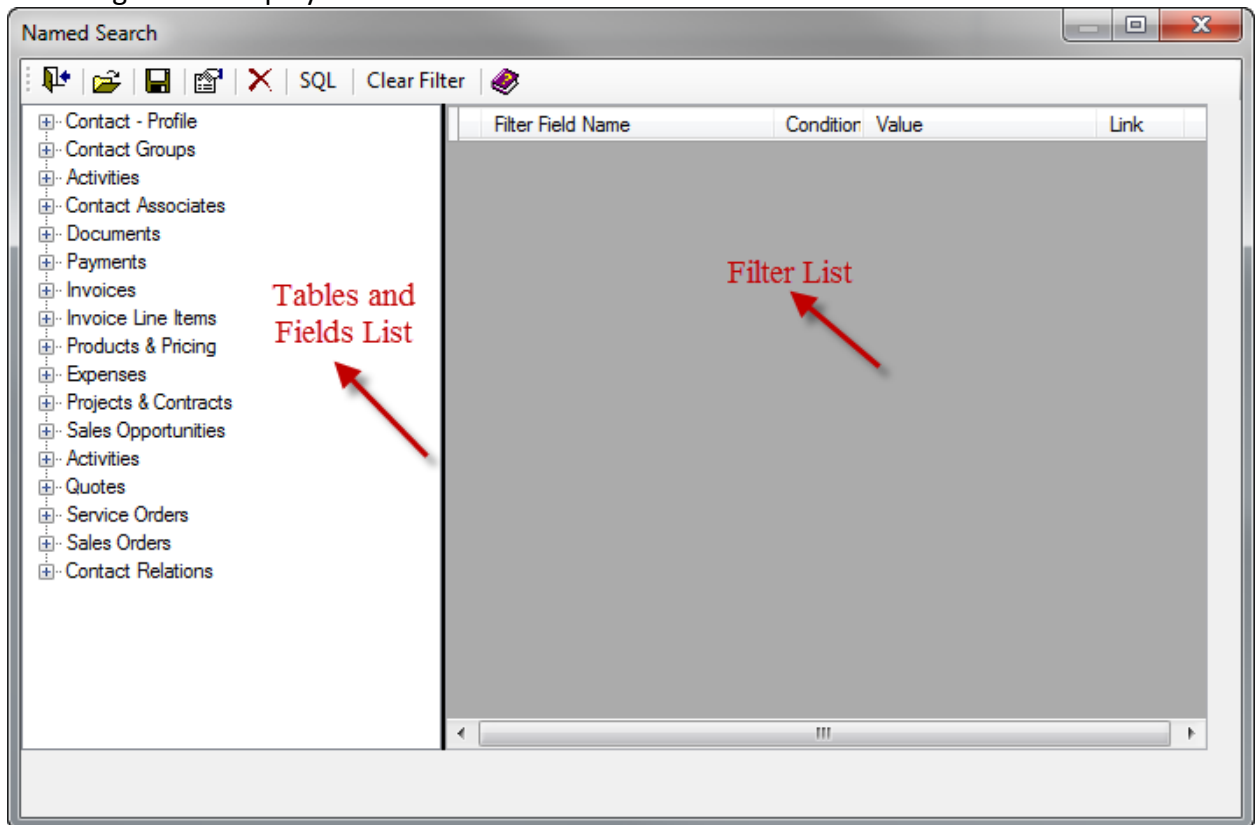 Named Search
SQL Clear Filter
Contact - Profile
Contact Groups
Activities
Contact Associates
Documents
Payments
Invoices
Invoice Line Items
Products & Pricing
Expenses
Projects & Contracts
Sales Opportunities
Activities
Quotes
Service Orders
Sales Orders
Contact Relations
Tables and
Fields List
Filter Field Name Condition Value Link
Filter List